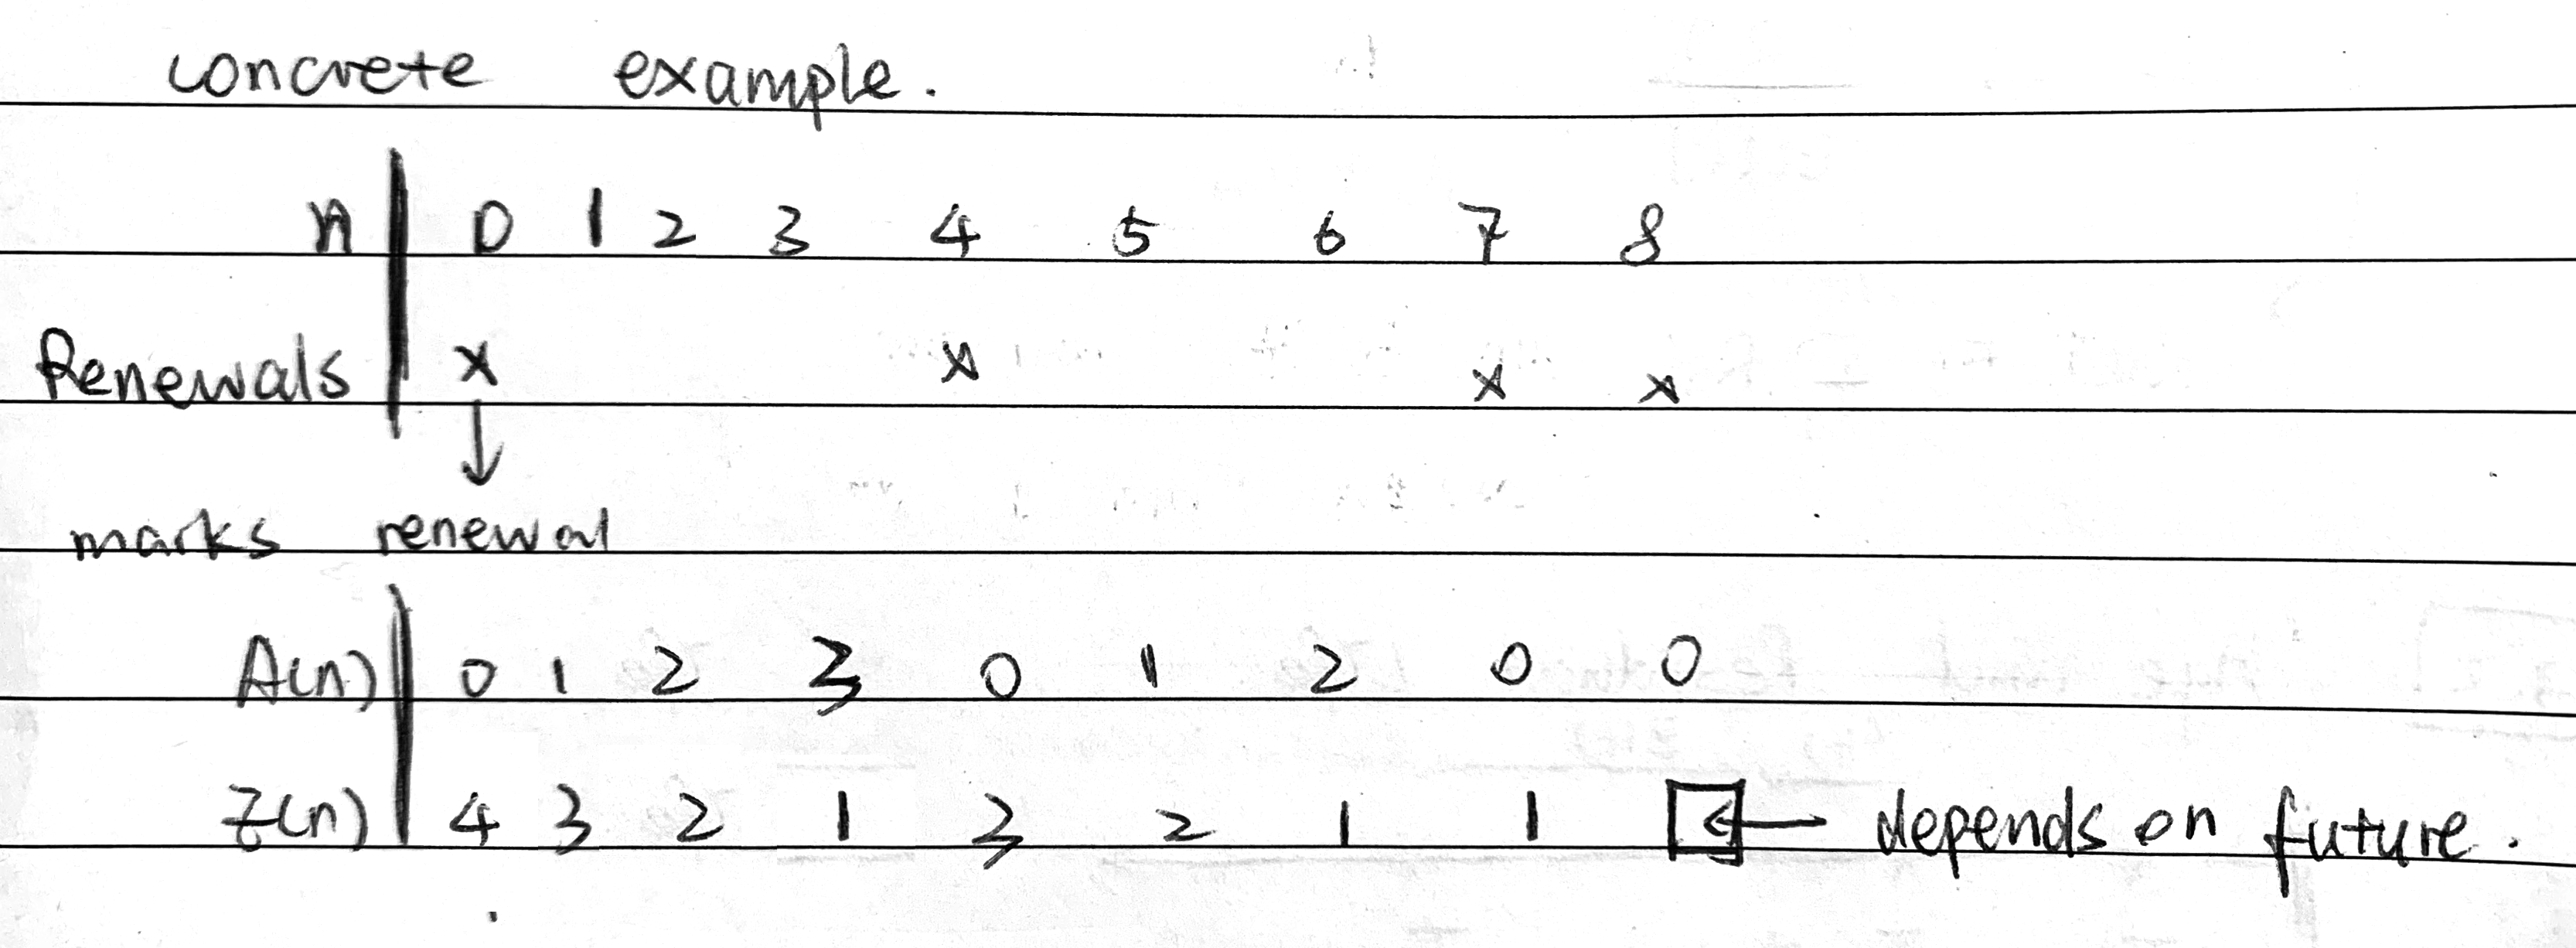 concrete example.
n 0 1 2 3 4 5 6 7 8
Renewals x x x x
↓
marks renewal
A(n) 0 1 2 3 0 1 2 0 0
Z(n) 4 3 2 1 3 2 1 1 ← depends on future.